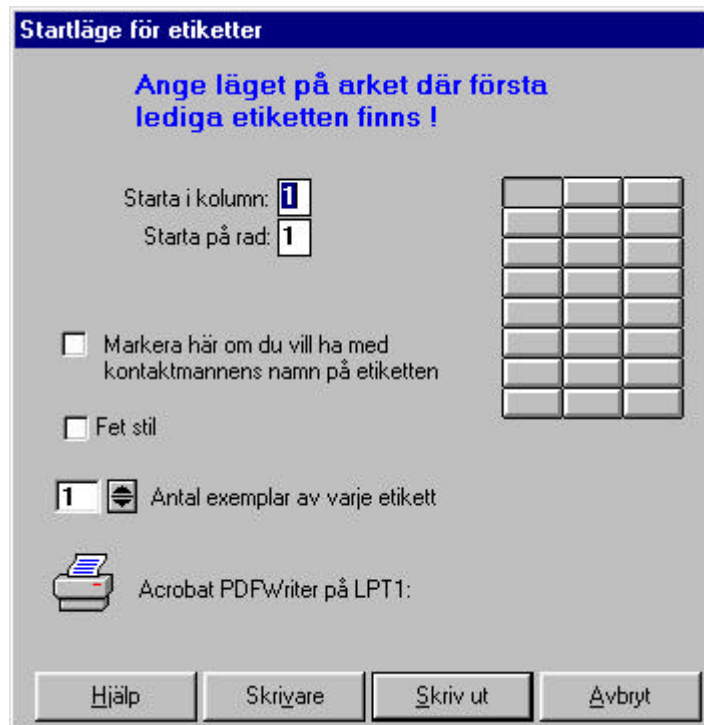 Startläge för etiketter
Ange läget på arket där första
lediga etiketten finns !
Starta i kolumn: 1
Starta på rad: 1
Markera här om du vill ha med
kontaktmannens namn på etiketten
Fet stil
1 Antal exemplar av varje etikett
Acrobat PDFWriter på LPT1:
Hjälp Skrivare Skriv ut Avbryt